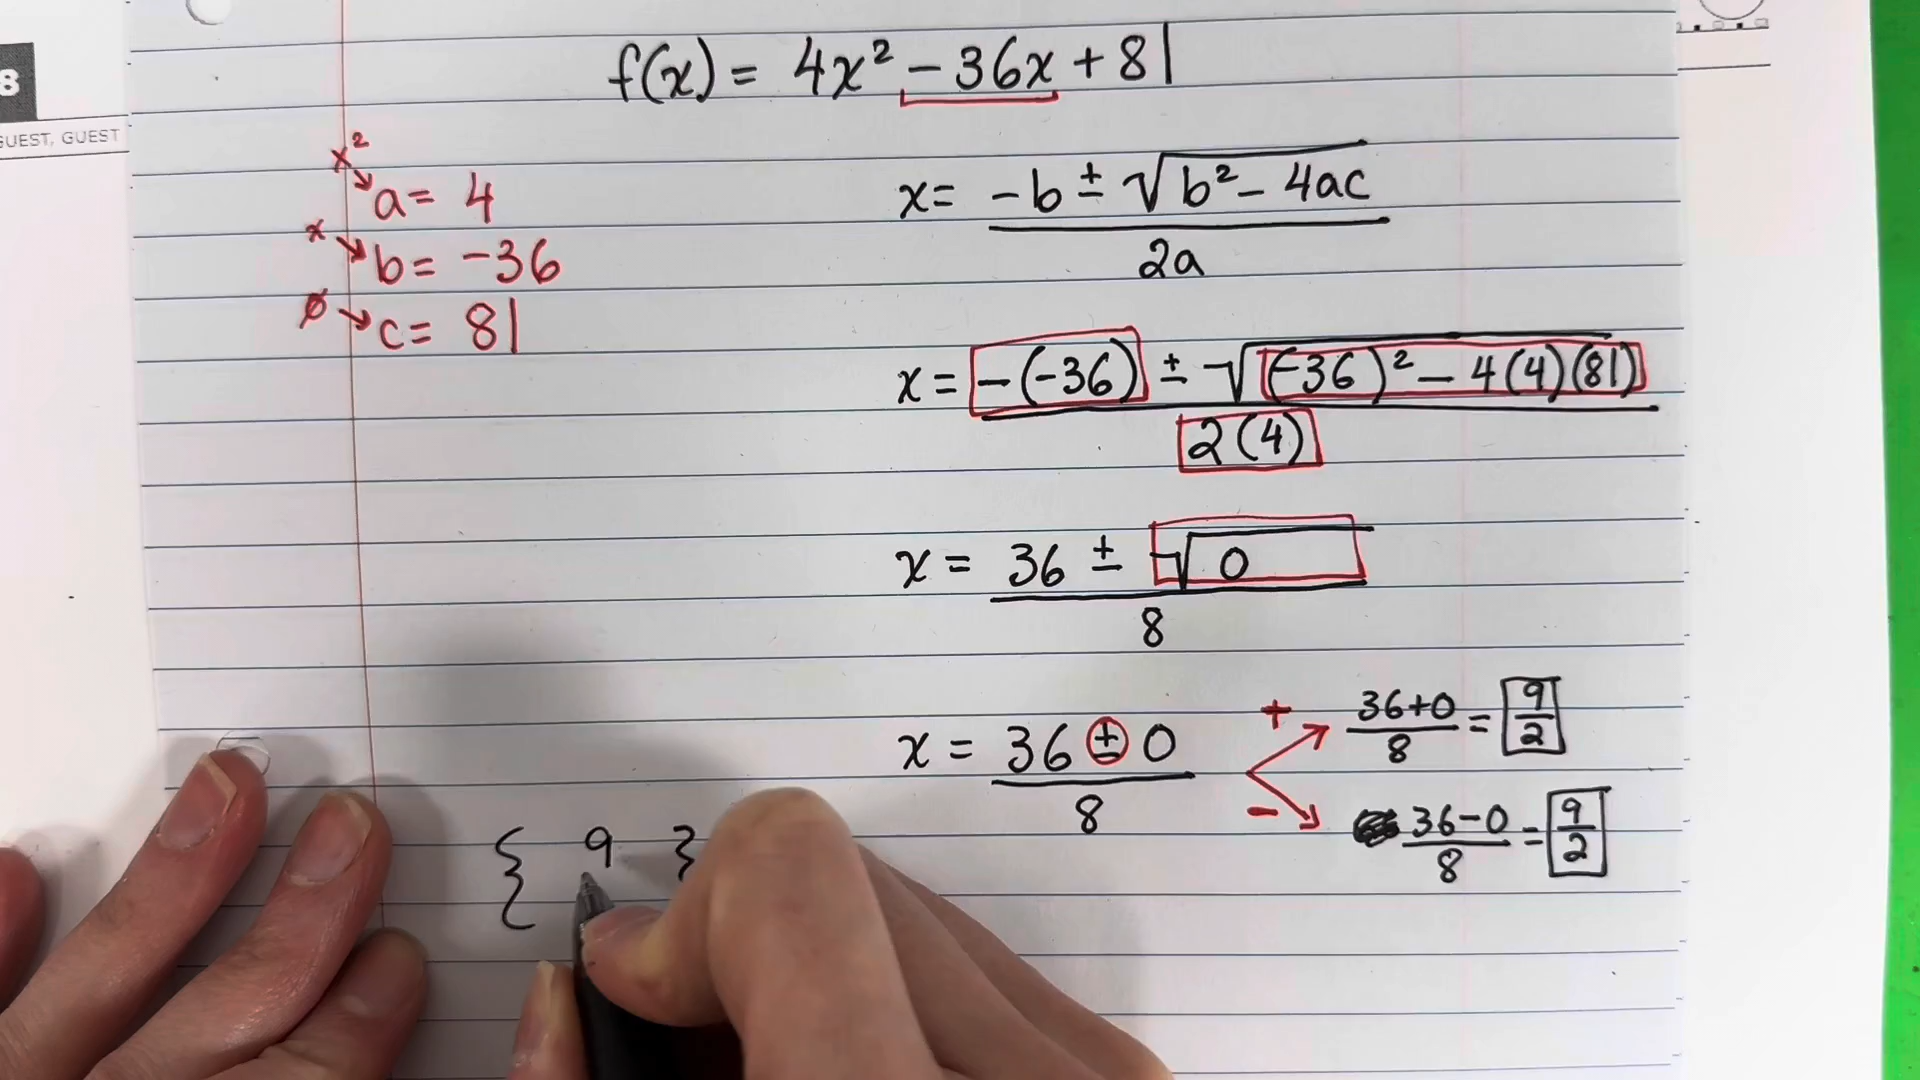 8
GUEST, GUEST
f(x) = 4x² - 36x + 81
x²
a = 4
x
b = -36
c = 81
x = -b ± √b² - 4ac
2a
x = -(-36) ± √(-36)² - 4(4)(81)
2(4)
x = 36 ± √0
8
x = 36 ± 0
8
+ 36+0 = 9
8 2
- 36-0 = 9
8 2
{ 9 }